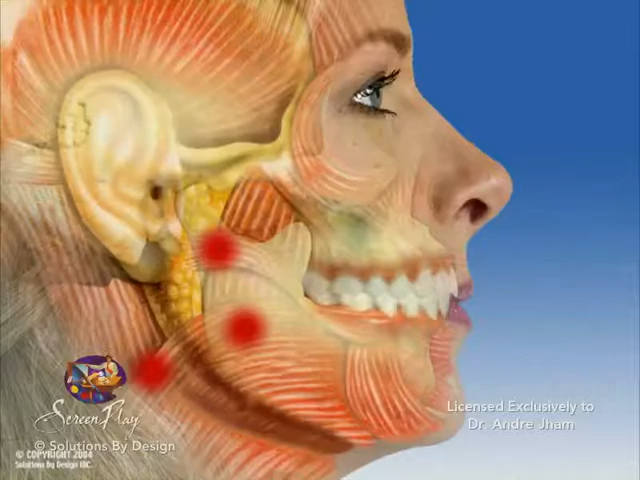 ScreenPlay
© Solutions By Design
© COPYRIGHT 2004
Solutions By Design INC.
Licensed Exclusively to
Dr. Andre Jham